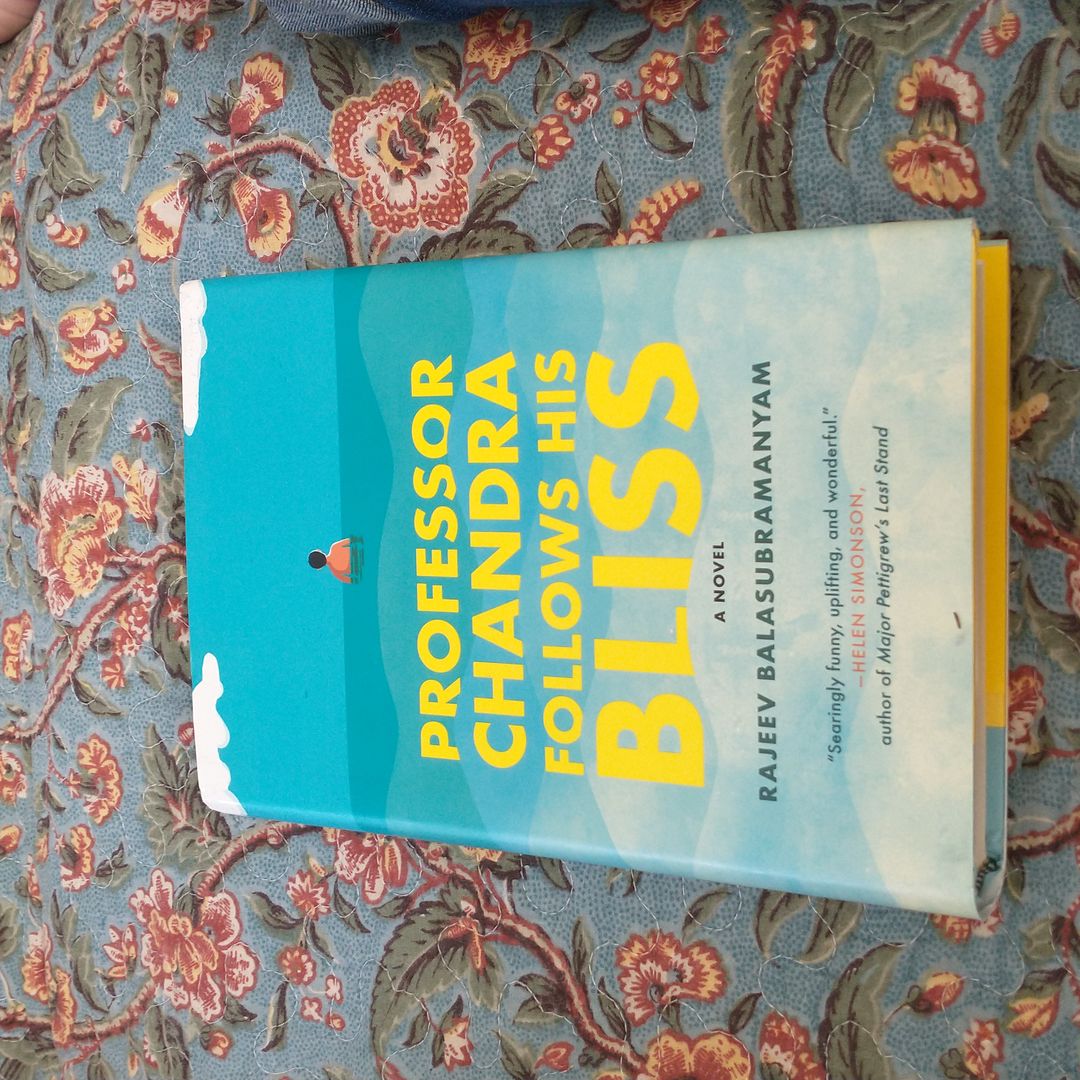 PROFESSOR
CHANDRA
FOLLOWS HIS
BLISS
A NOVEL
RAJEEV BALASUBRAMANYAM
“Searingly funny, uplifting, and wonderful.”
—HELEN SIMONSON,
author of Major Pettigrew’s Last Stand